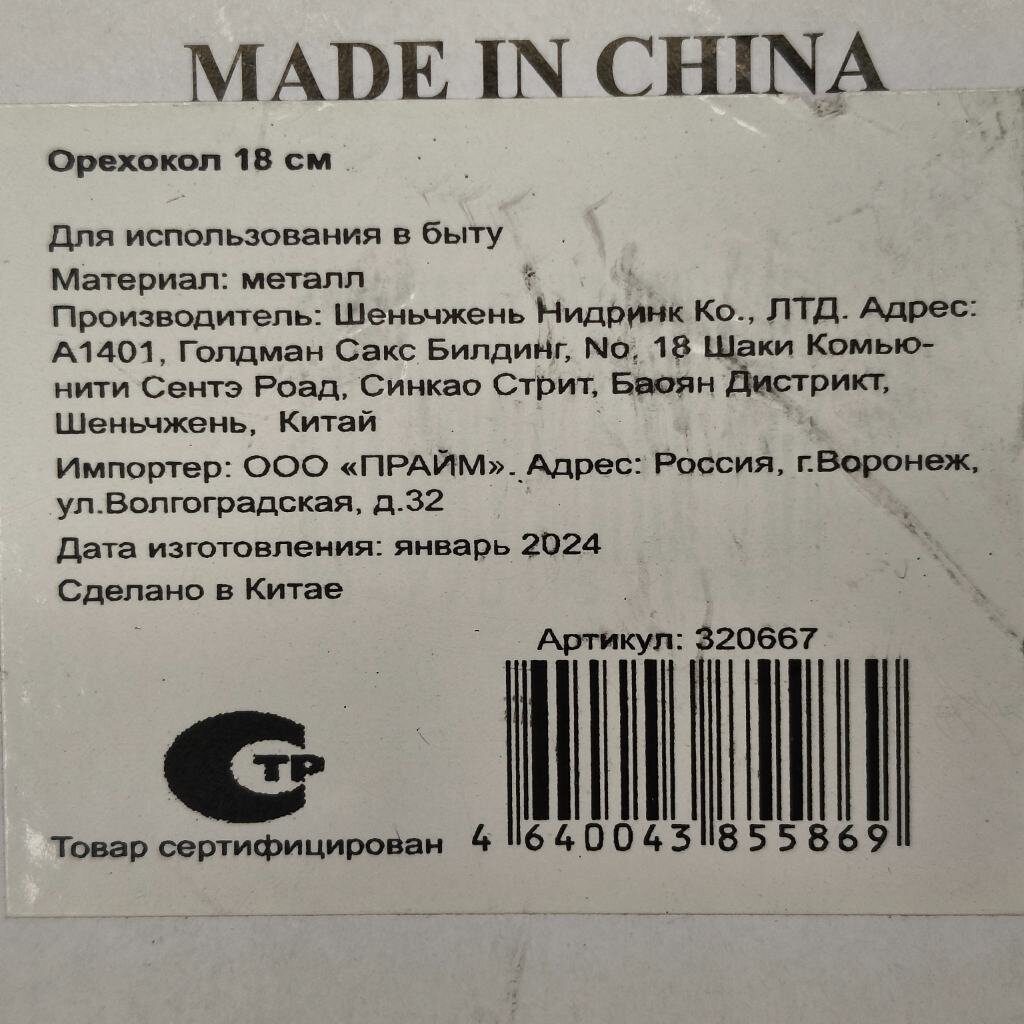 MADE IN CHINA
Орехокол 18 см
Для использования в быту
Материал: металл
Производитель: Шеньчжень Нидринк Ко., ЛТД. Адрес:
А1401, Голдман Сакс Билдинг, No. 18 Шаки Комью-
нити Сентэ Роад, Синкао Стрит, Баоян Дистрикт,
Шеньчжень, Китай
Импортер: ООО «ПРАЙМ». Адрес: Россия, г.Воронеж,
ул.Волгоградская, д.32
Дата изготовления: январь 2024
Сделано в Китае
Артикул: 320667
СТР
Товар сертифицирован
4 640043 855869